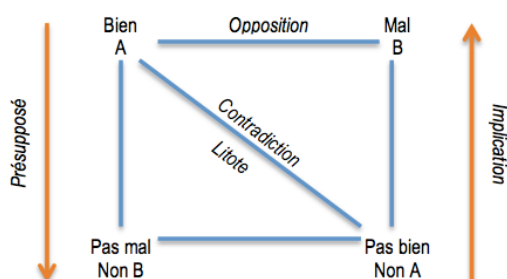 Bien
A
Opposition
Mal
B
Présupposé
Contradiction
Litote
Implication
Pas mal
Non B
Pas bien
Non A